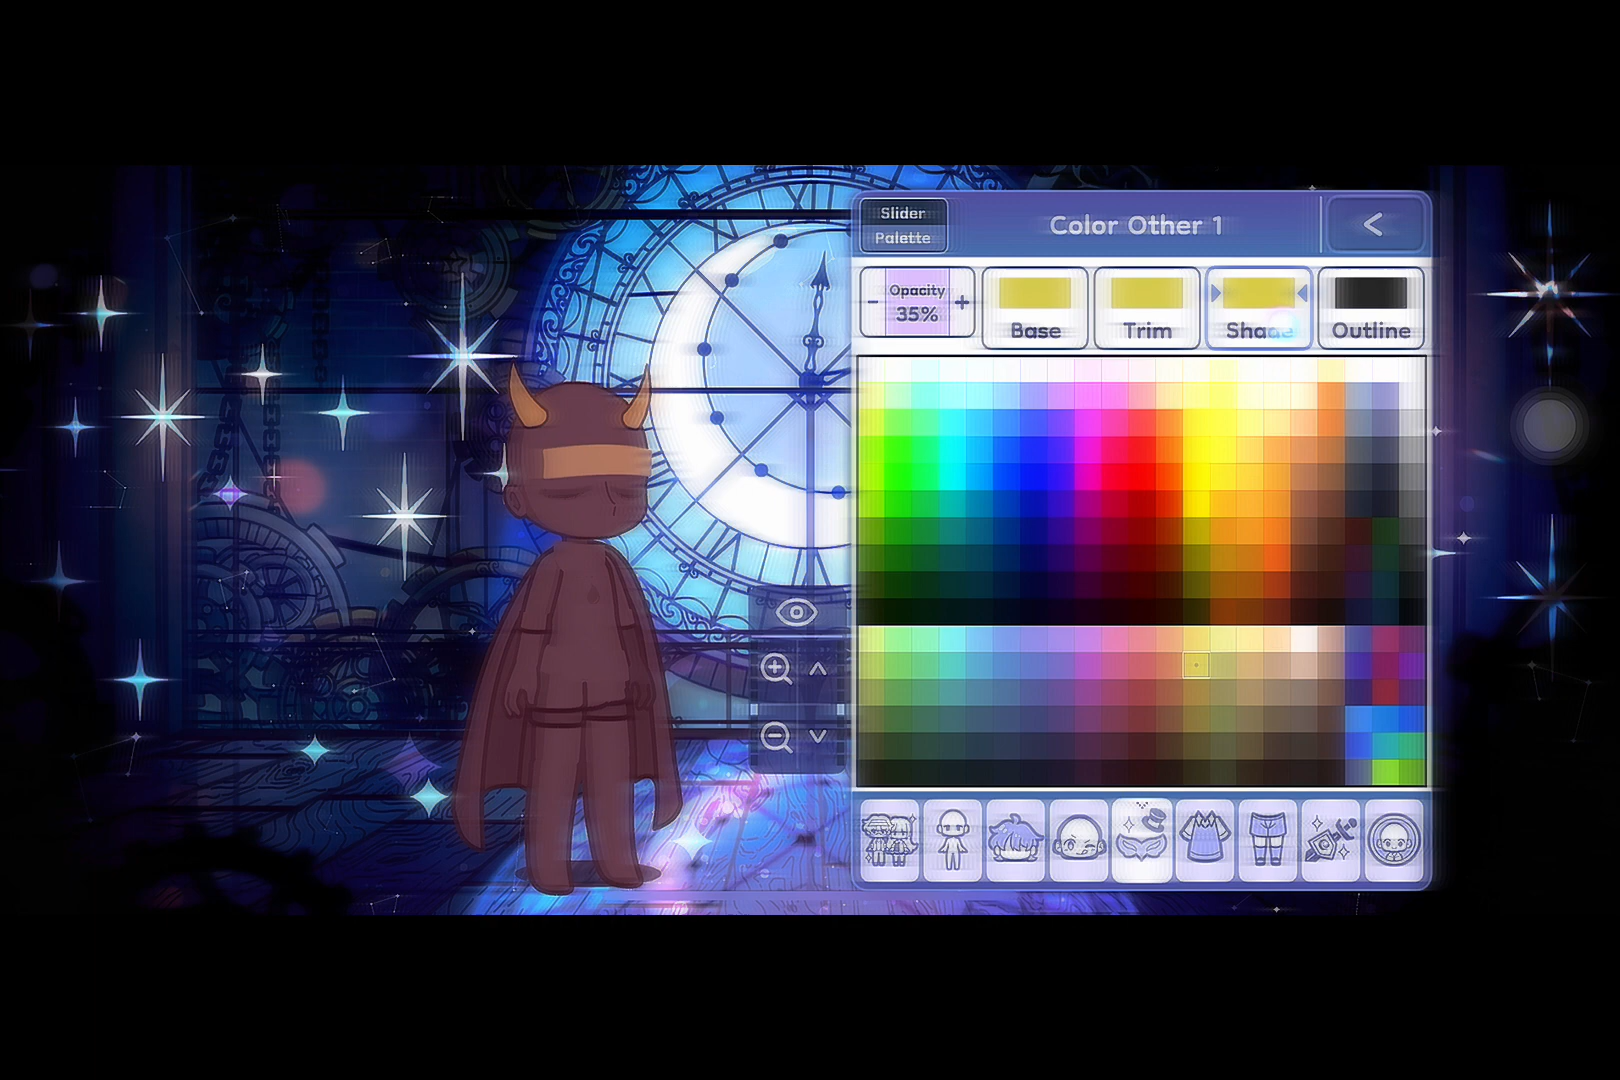 Slider
Palette
Color Other 1
<
- Opacity +
35%
Base
Trim
Shade
Outline